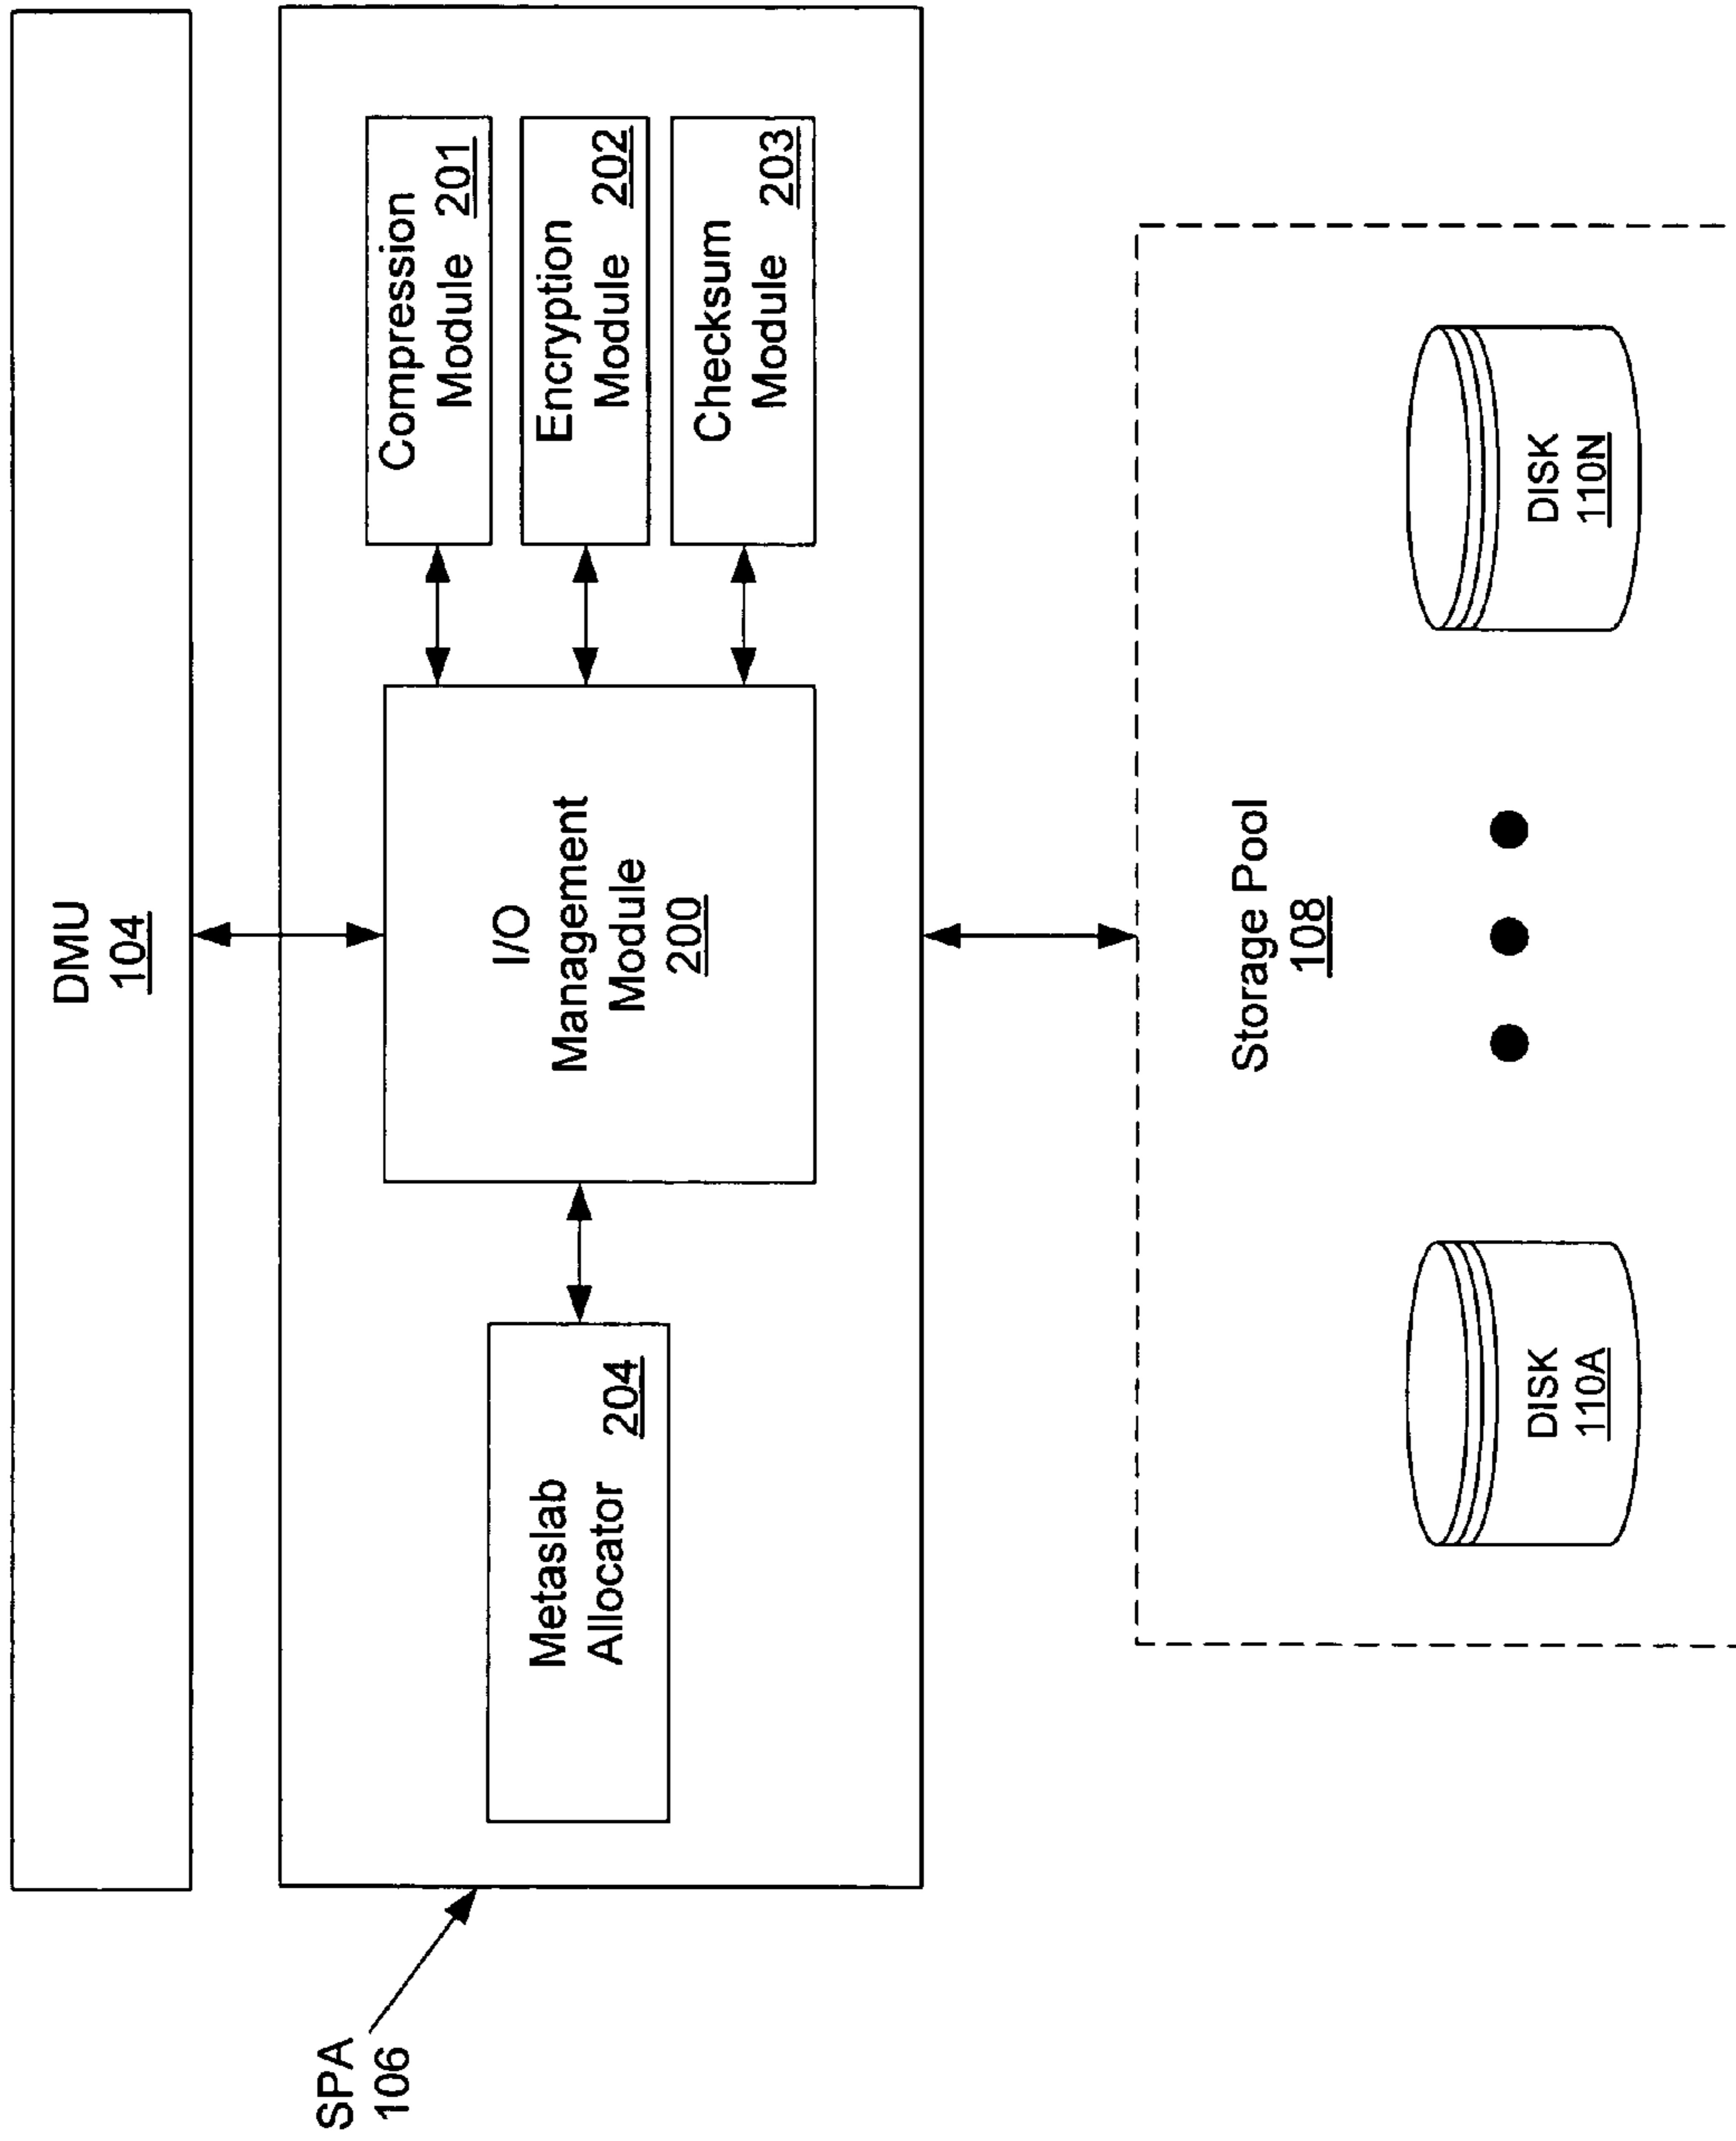 DMU
104
SPA
106
Metaslab
Allocator 204
I/O
Management
Module
200
Compression
Module 201
Encryption
Module 202
Checksum
Module 203
Storage Pool
108
DISK
110A
DISK
110N